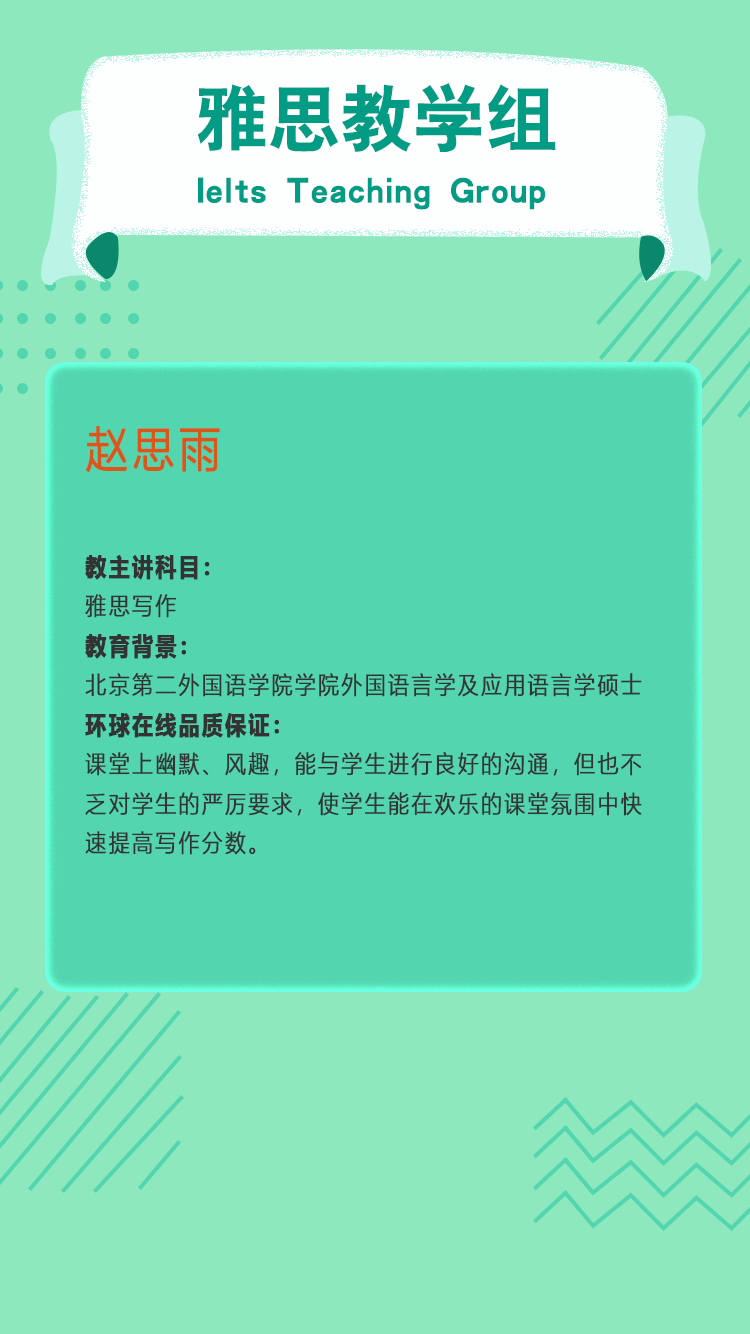 雅思教学组
Ielts Teaching Group
赵思雨
教主讲科目：
雅思写作
教育背景：
北京第二外国语学院学院外国语言学及应用语言学硕士
环球在线品质保证：
课堂上幽默、风趣，能与学生进行良好的沟通，但也不
乏对学生的严厉要求，使学生能在欢乐的课堂氛围中快
速提高写作分数。